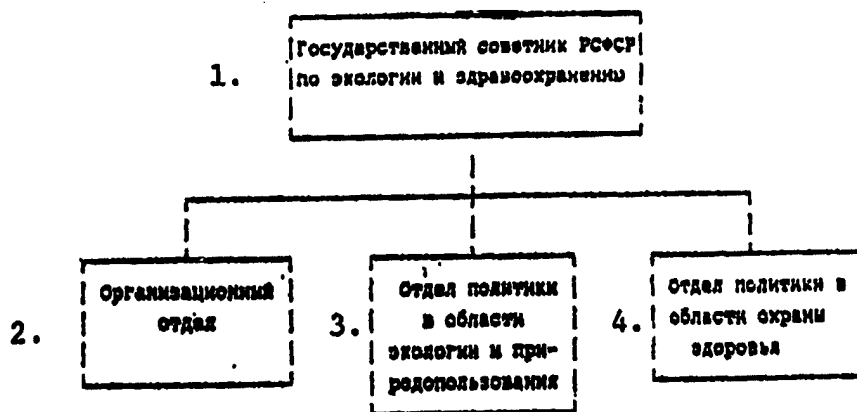 1.
Государственный советник РСФСР
по экологии и здравоохранению
2.
Организационный
отдел
3.
Отдел политики
в области
экологии и при-
родопользования
4.
Отдел политики в
области охраны
здоровья